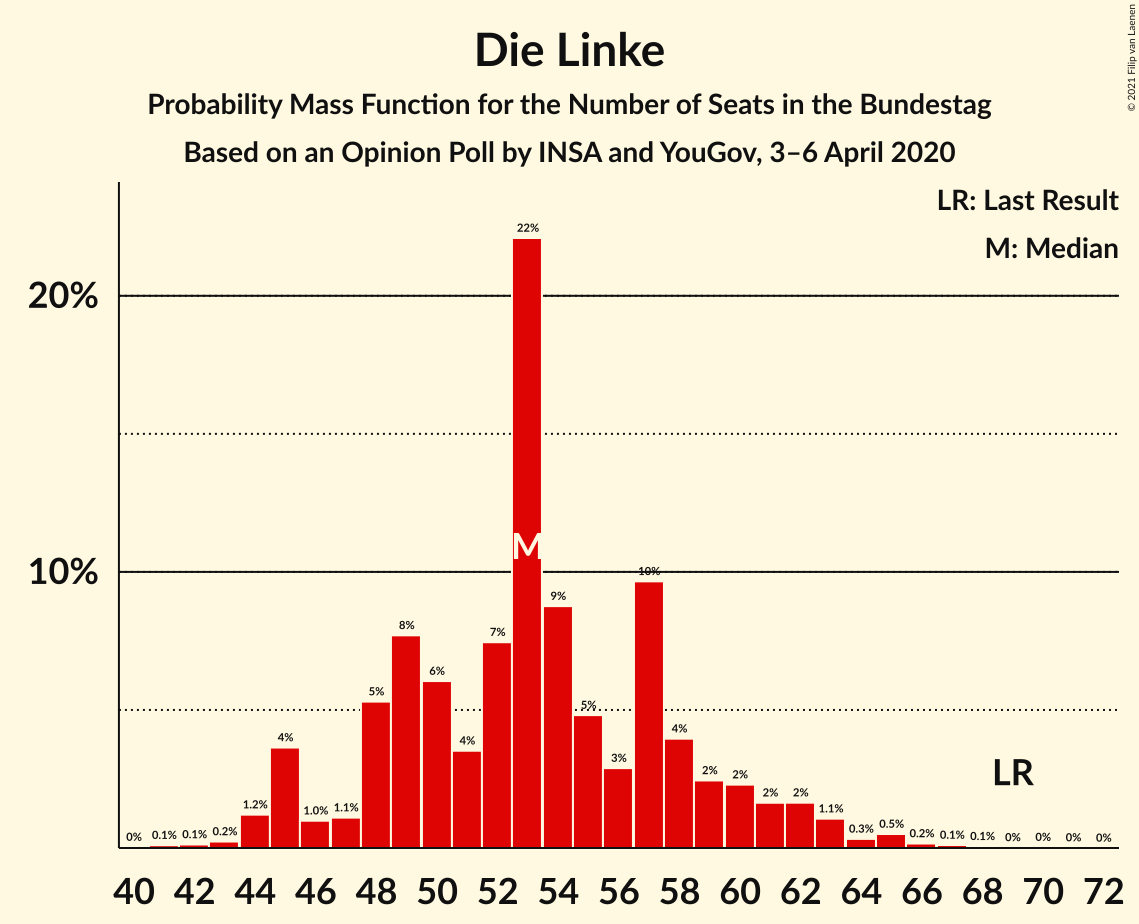 Die Linke
Probability Mass Function for the Number of Seats in the Bundestag
Based on an Opinion Poll by INSA and YouGov, 3–6 April 2020
© 2021 Filip van Laenen
LR: Last Result
M: Median
20%
10%
0% 0.1% 0.1% 0.2% 1.2% 4% 1.0% 1.1% 5% 8% 6% 4% 7% 22% 9% 5% 3% 10% 4% 2% 2% 2% 2% 1.1% 0.3% 0.5% 0.2% 0.1% 0.1% 0% 0% 0% 0%
M
LR
40 42 44 46 48 50 52 54 56 58 60 62 64 66 68 70 72